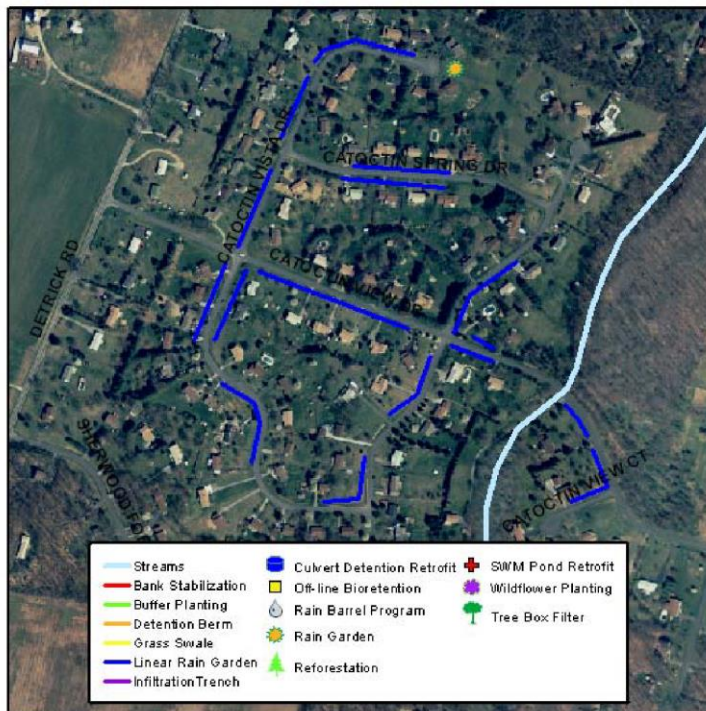 CATOCTIN VISTA DR
CATOCTIN SPRING DR
DETRICK RD
CATOCTIN VIEW DR
SHERWOOD FOR
CATOCTIN VIEW CT
Streams
Bank Stabilization
Buffer Planting
Detention Berm
Grass Swale
Linear Rain Garden
Infiltration Trench
Culvert Detention Retrofit
Off-line Bioretention
Rain Barrel Program
Rain Garden
Reforestation
SWM Pond Retrofit
Wildflower Planting
Tree Box Filter